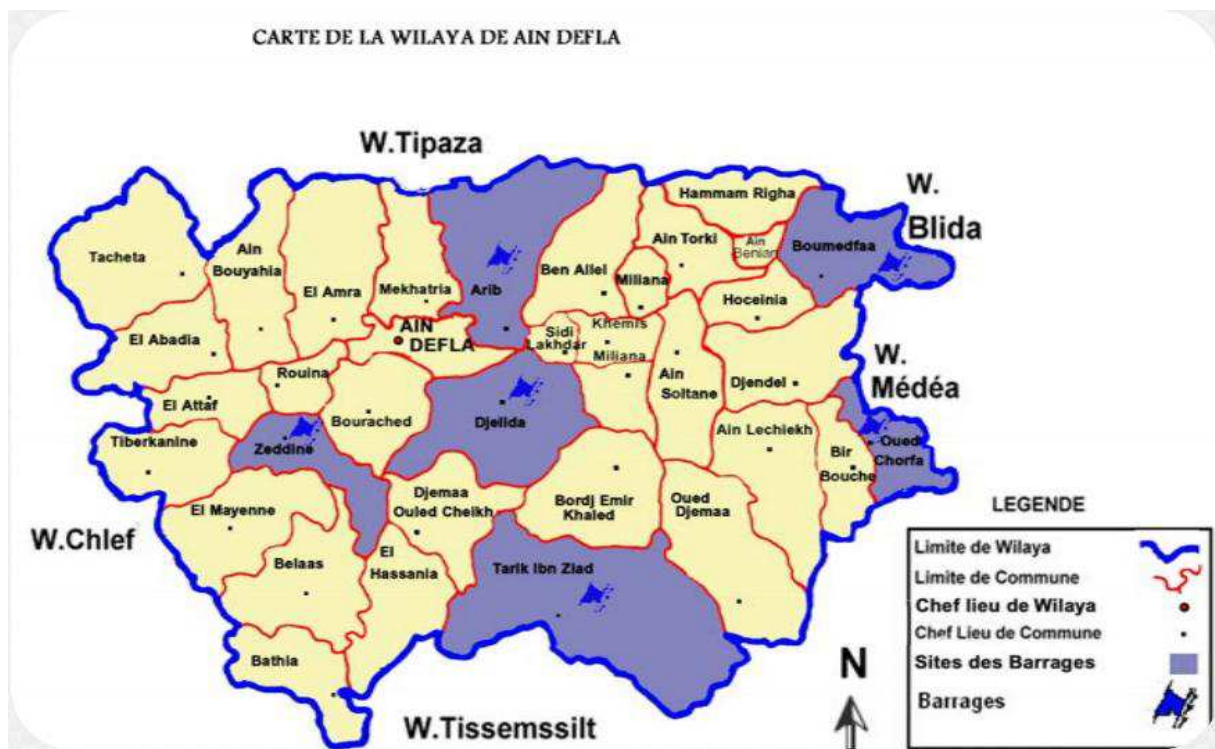 CARTE DE LA WILAYA DE AIN DEFLA
W.Tipaza
W.
Blida
Hammam Righa
Tacheta
Ain
Bouyahia
El Amra
Mekhatria
Arib
Ben Allel
Miliana
Ain Torki
Ain
Benian
Boumedfaa
El Abadia
AIN
DEFLA
Sidi
Lakhdar
Khemis
Miliana
Hoceinia
W.
Médéa
Rouina
El Attaf
Bourached
Djelida
Ain
Soltane
Djendel
Tiberkanine
Zeddine
Ain Lechiekh
Bir
Bouche
Oued
Chorfa
El Mayenne
Djemaa
Ouled Cheikh
Bordj Emir
Khaled
Oued
Djemaa
W.Chlef
Belaas
El
Hassania
Tarik Ibn Ziad
Bathia
W.Tissemssilt
N
LEGENDE
Limite de Wilaya
Limite de Commune
Chef lieu de Wilaya
Chef Lieu de Commune
Sites des Barrages
Barrages